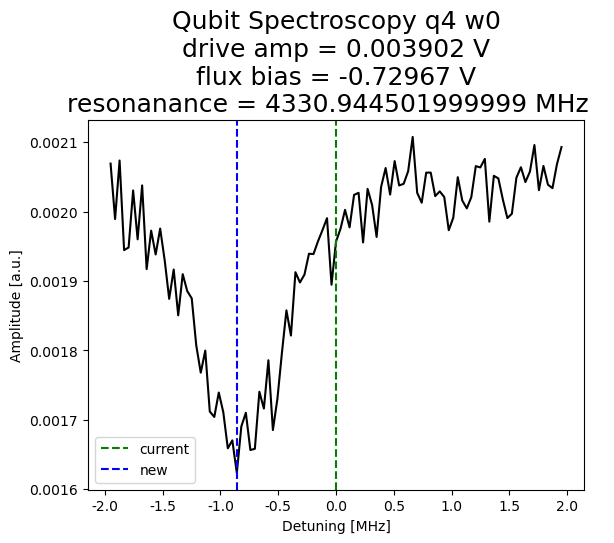 Qubit Spectroscopy q4 w0
drive amp = 0.003902 V
flux bias = -0.72967 V
resonanance = 4330.944501999999 MHz
0.0021
0.0020
0.0019
0.0018
0.0017
0.0016
Amplitude [a.u.]
current
new
-2.0 -1.5 -1.0 -0.5 0.0 0.5 1.0 1.5 2.0
Detuning [MHz]